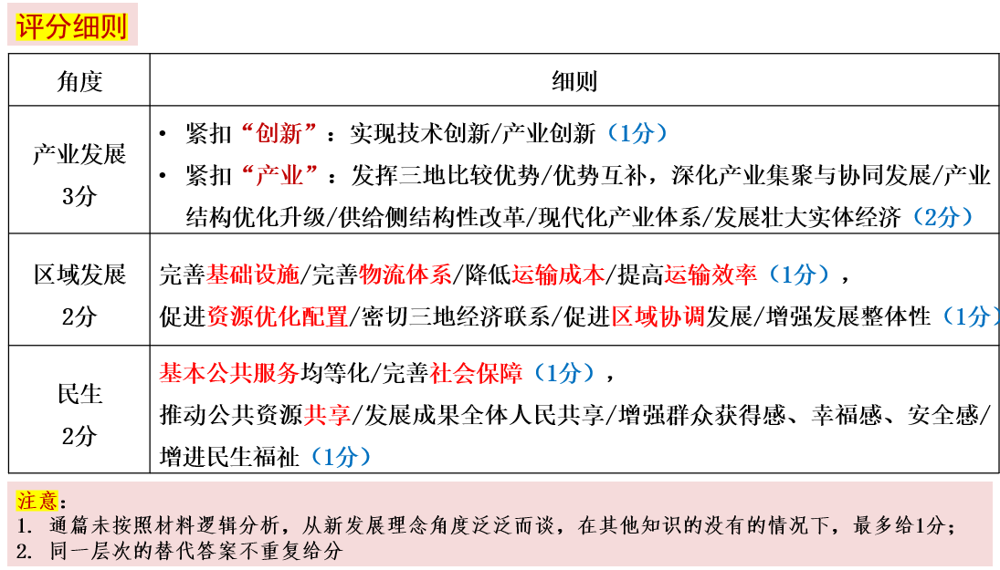 评分细则
角度
细则
产业发展
3分
• 紧扣“创新”：实现技术创新/产业创新（1分）
• 紧扣“产业”：发挥三地比较优势/优势互补，深化产业集聚与协同发展/产业
结构优化升级/供给侧结构性改革/现代化产业体系/发展壮大实体经济（2分）
区域发展
2分
完善基础设施/完善物流体系/降低运输成本/提高运输效率（1分），
促进资源优化配置/密切三地经济联系/促进区域协调发展/增强发展整体性（1分）
民生
2分
基本公共服务均等化/完善社会保障（1分），
推动公共资源共享/发展成果全体人民共享/增强群众获得感、幸福感、安全感/
增进民生福祉（1分）
注意：
1. 通篇未按照材料逻辑分析，从新发展理念角度泛泛而谈，在其他知识的没有的情况下，最多给1分；
2. 同一层次的替代答案不重复给分